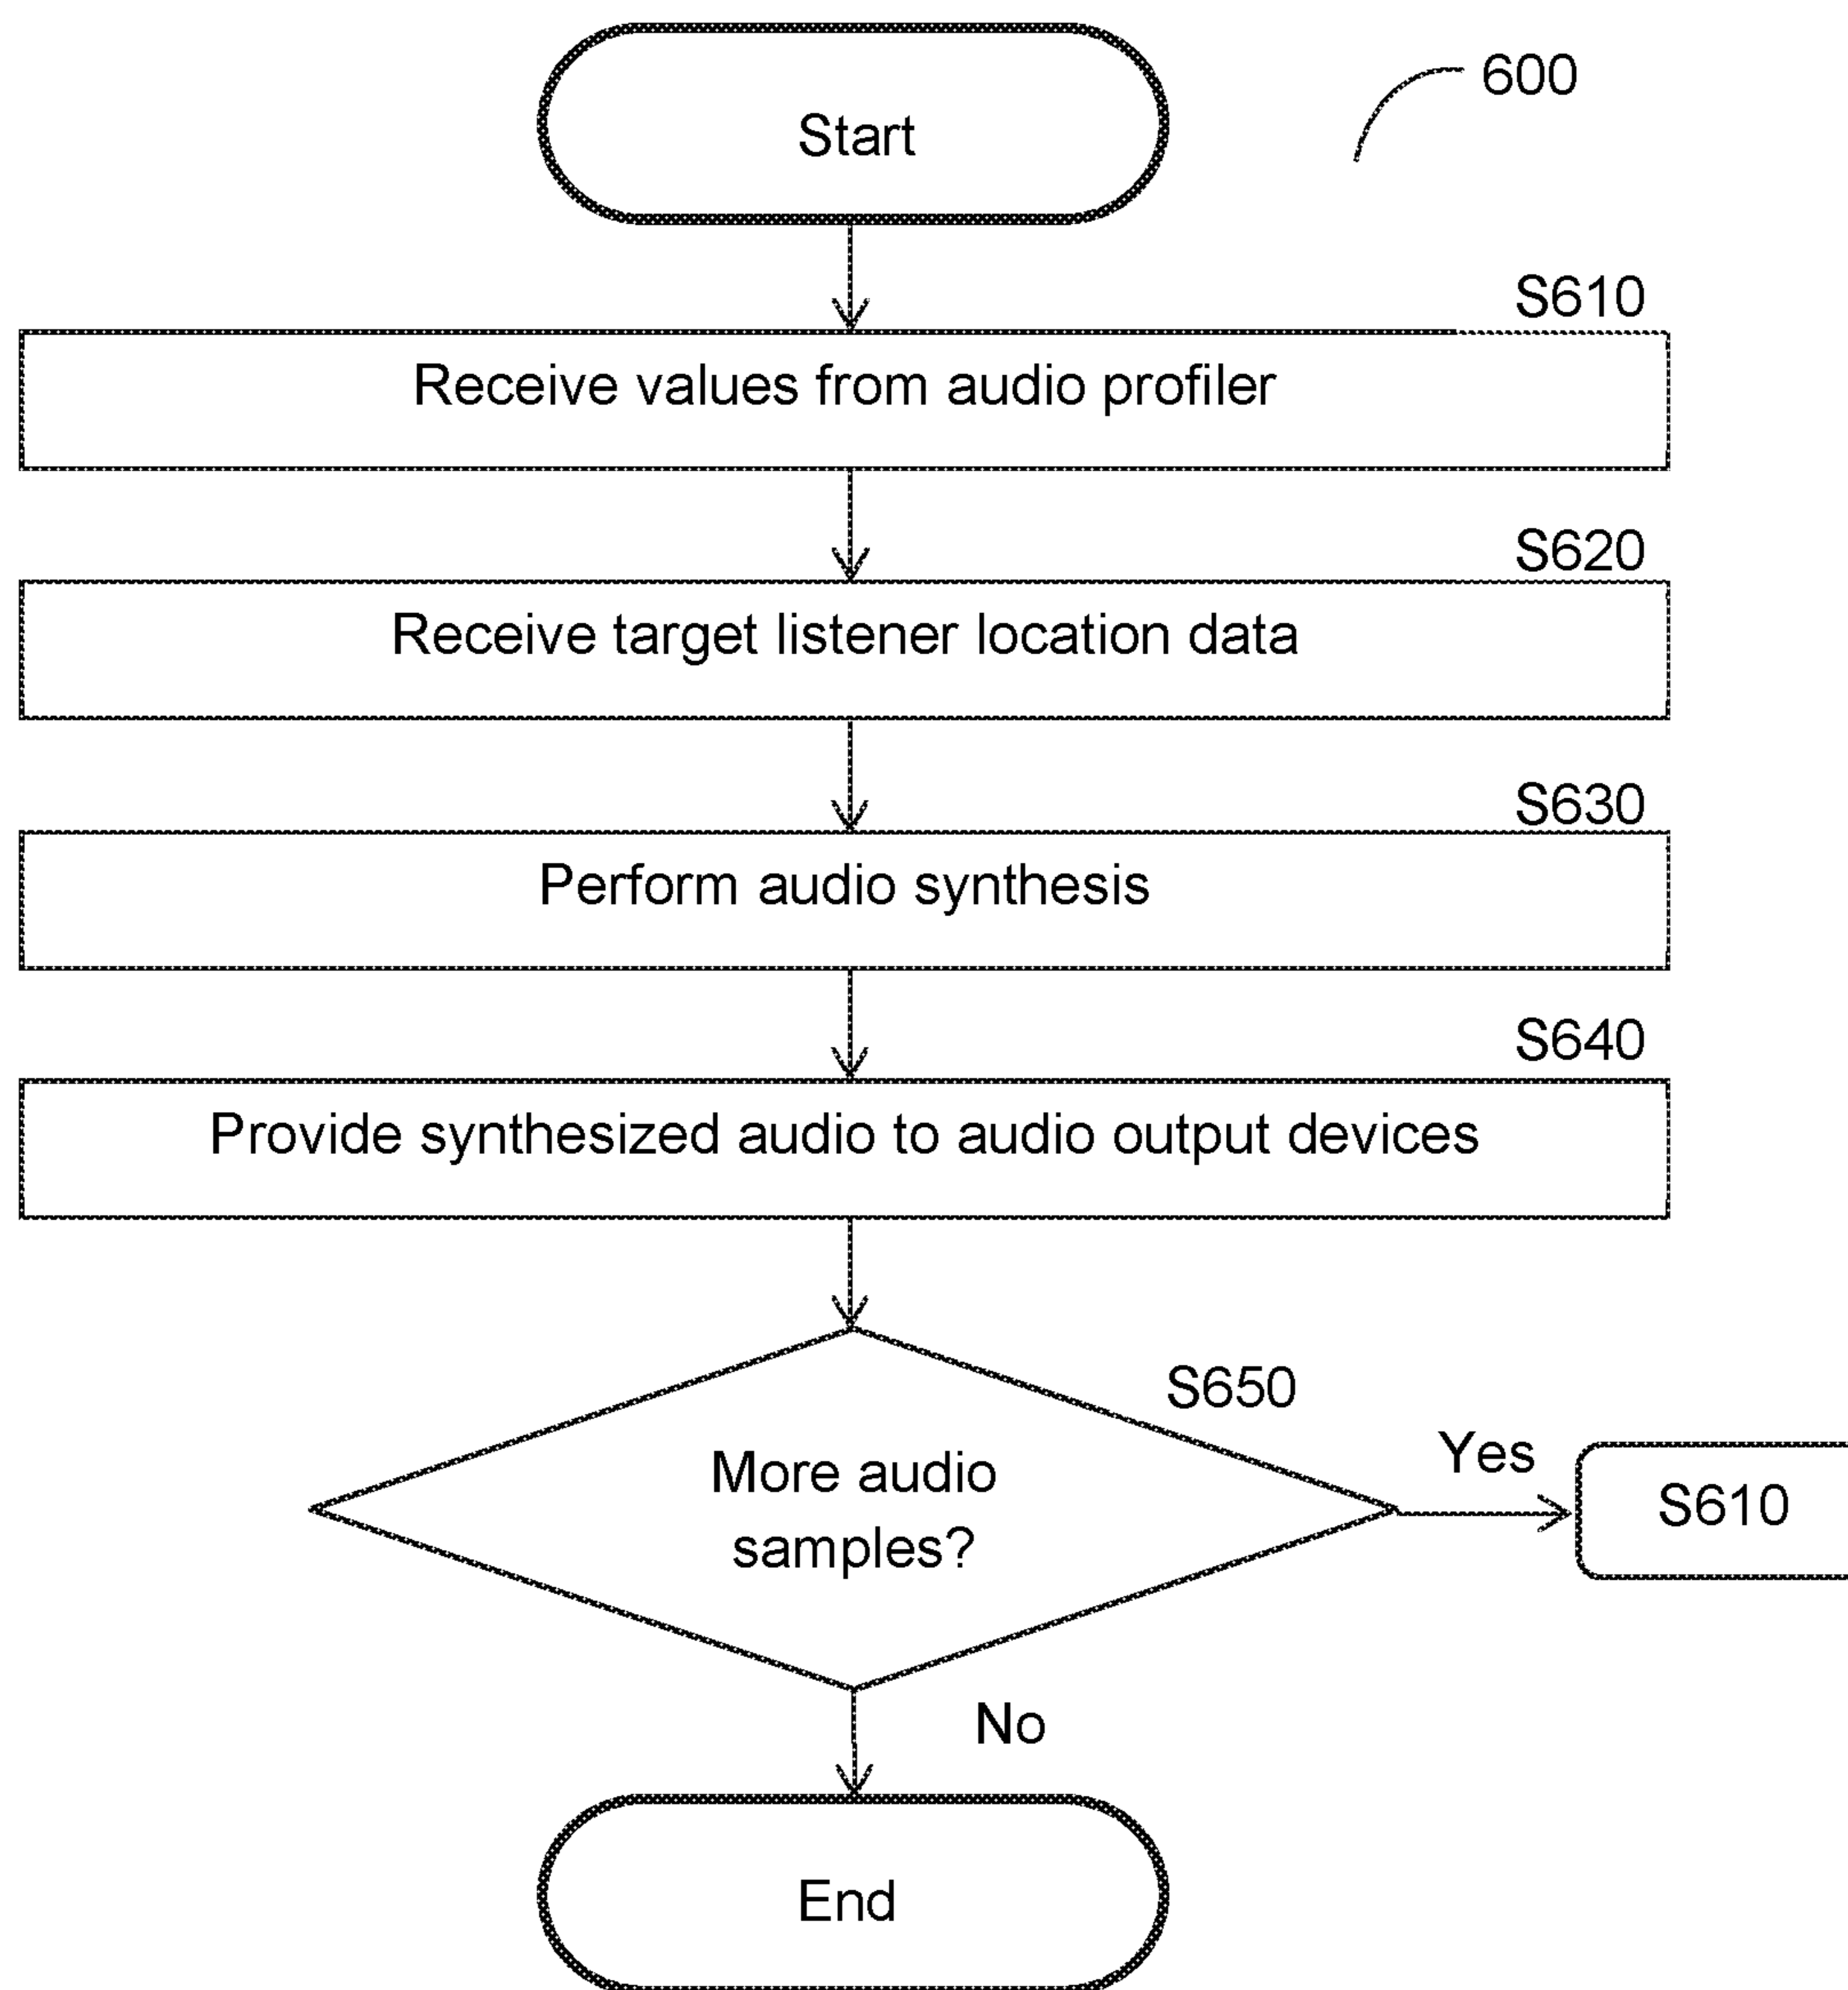 Start
600
S610
Receive values from audio profiler
S620
Receive target listener location data
S630
Perform audio synthesis
S640
Provide synthesized audio to audio output devices
S650
More audio
samples?
Yes
S610
No
End